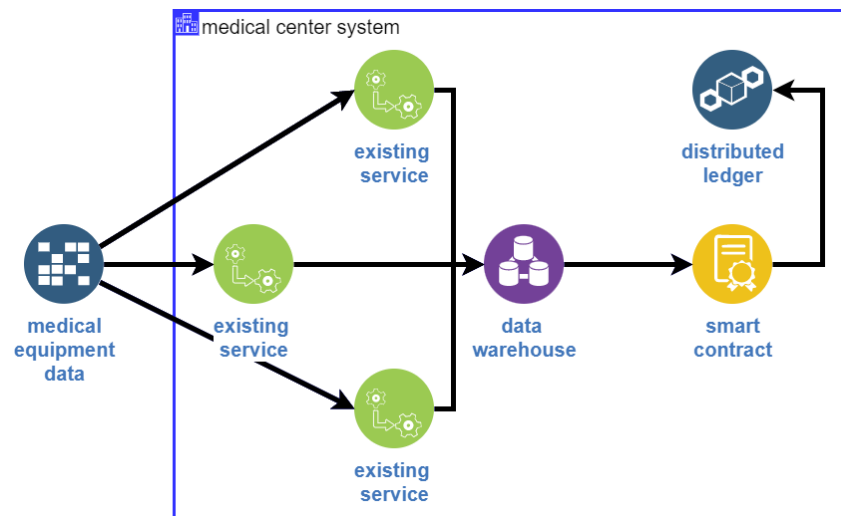 medical center system
existing
service
distributed
ledger
medical
equipment
data
existing
service
data
warehouse
smart
contract
existing
service